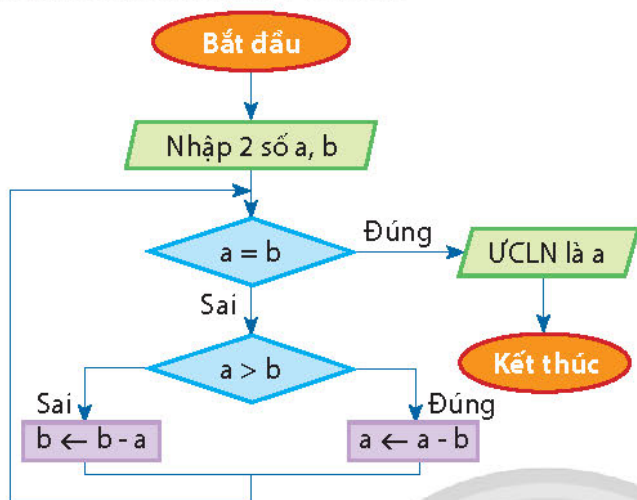 Bắt đầu
Nhập 2 số a, b
a = b
Đúng
ƯCLN là a
Sai
a > b
Kết thúc
Sai
Đúng
b ← b - a
a ← a - b